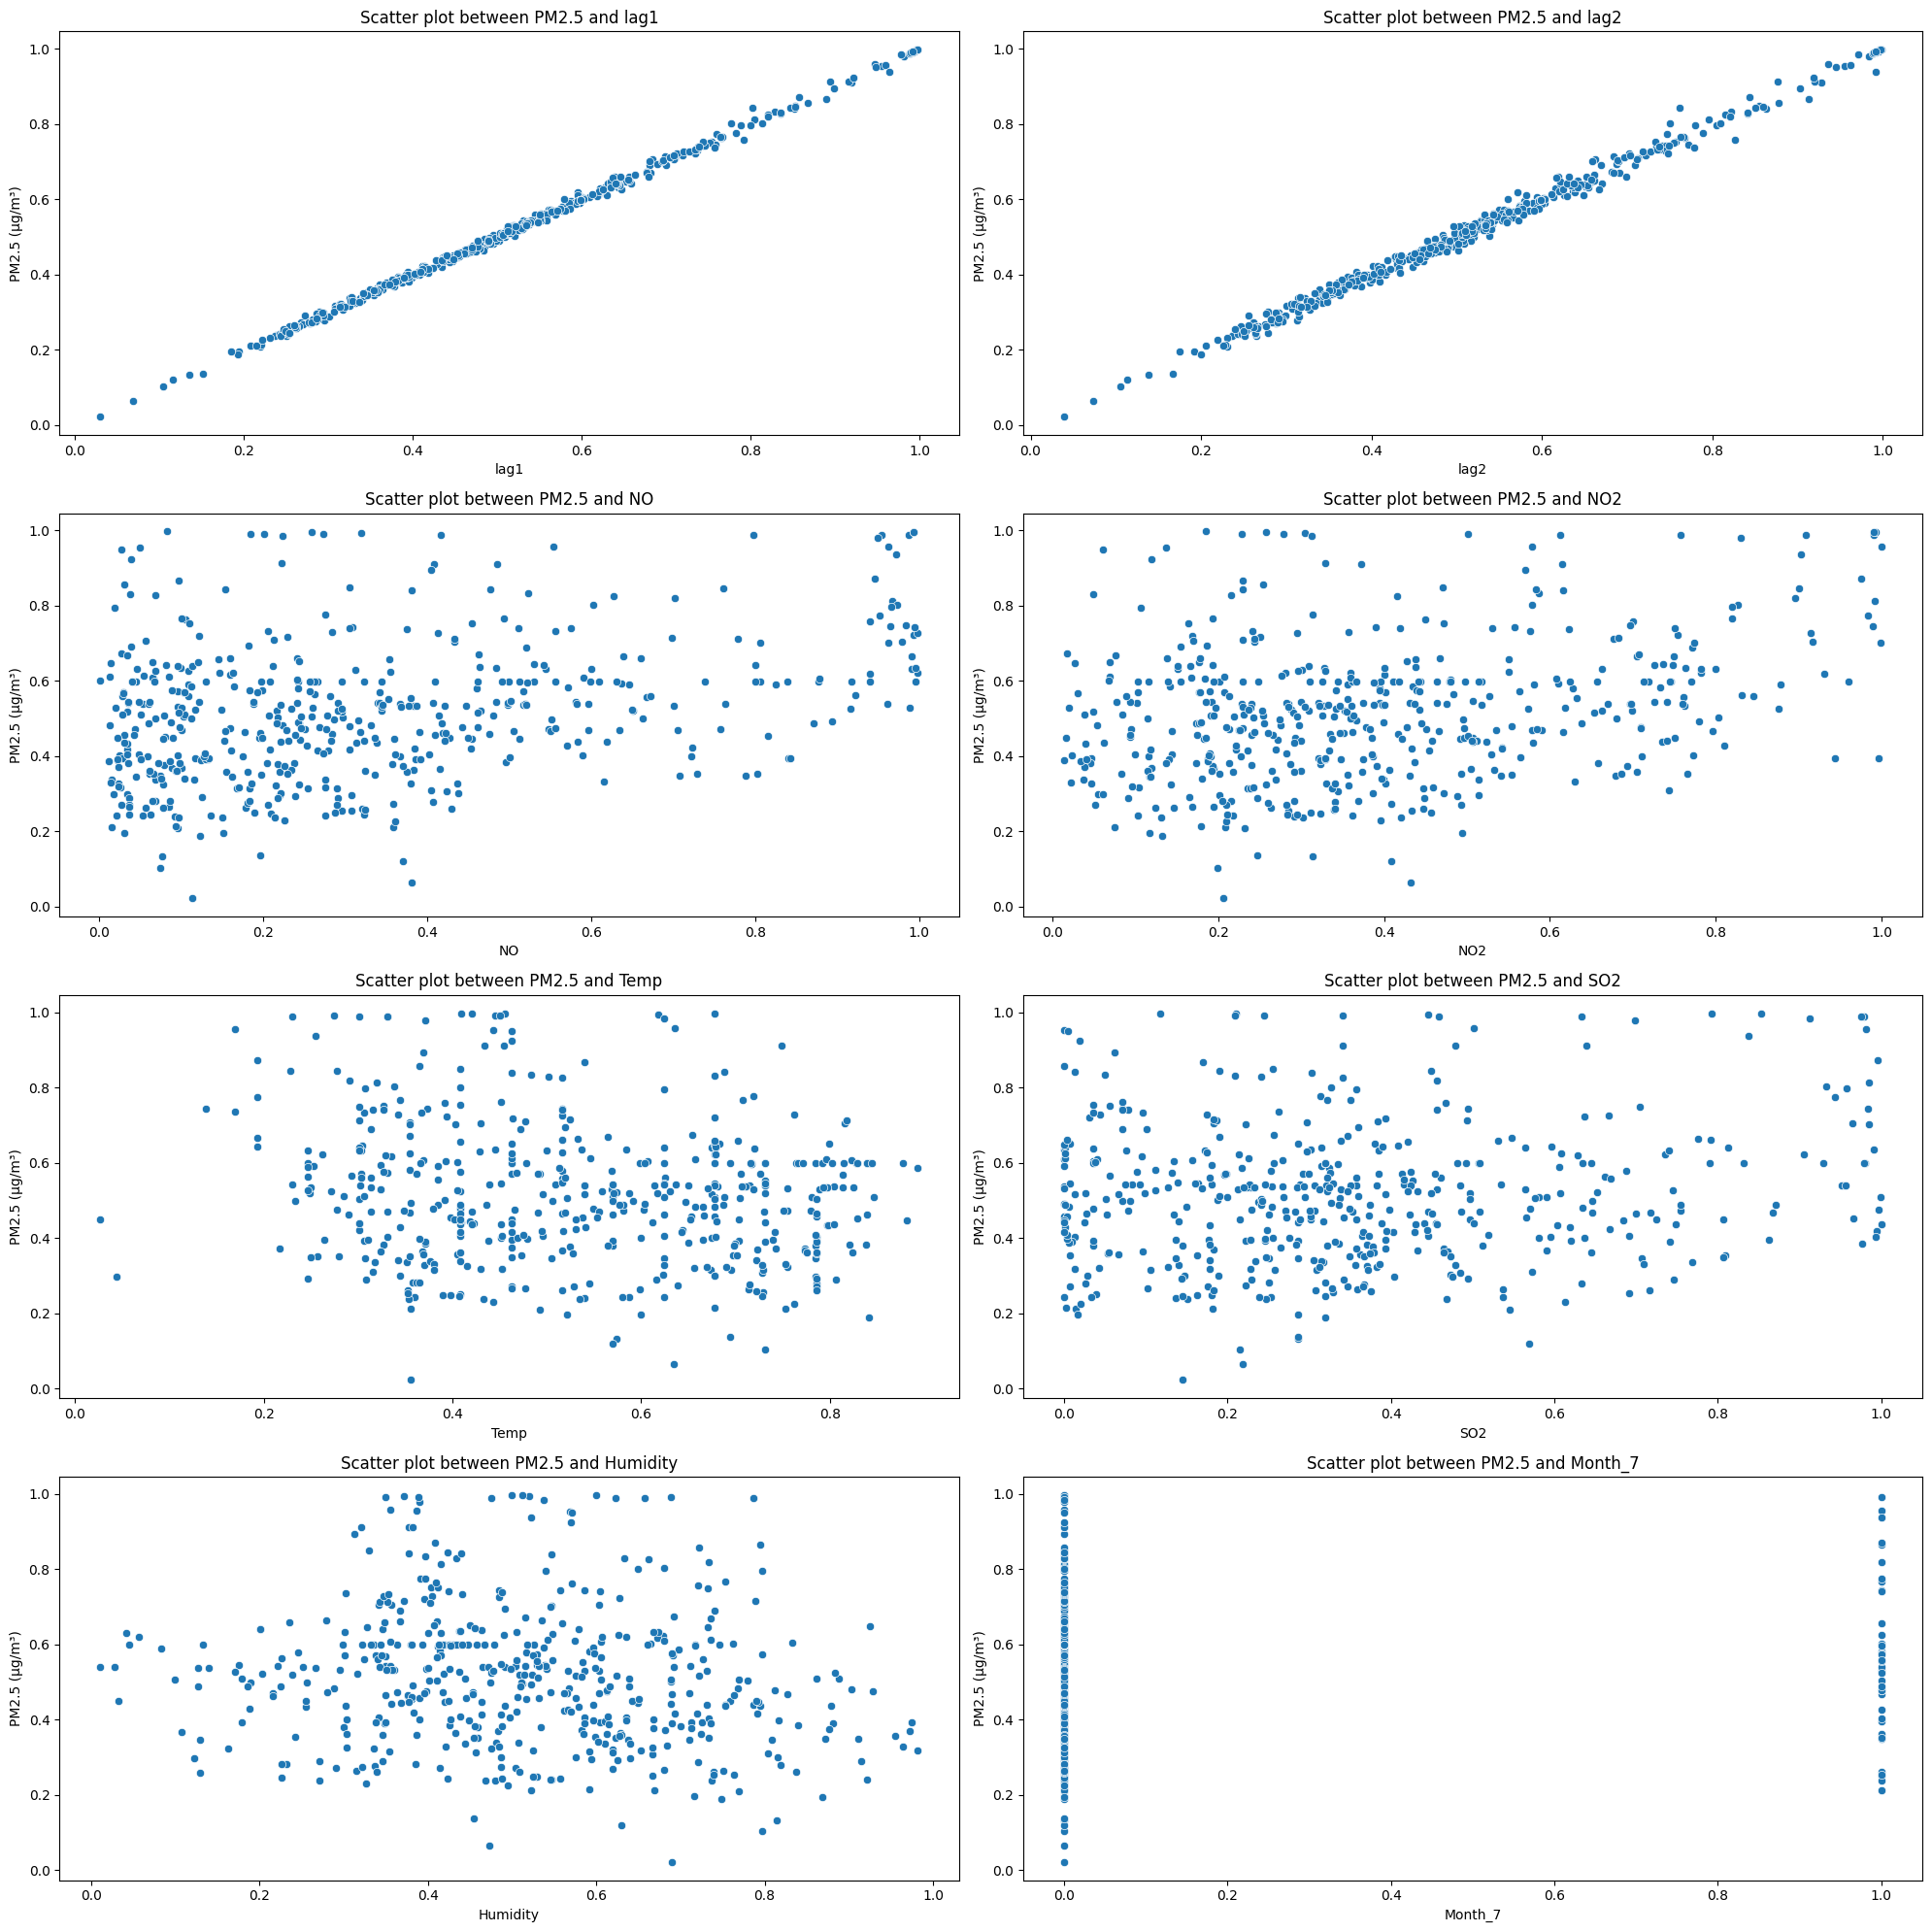 Scatter plot between PM2.5 and lag1
1.0
0.8
0.6
0.4
0.2
0.0
PM2.5 (µg/m³)
0.0 0.2 0.4 0.6 0.8 1.0
lag1
Scatter plot between PM2.5 and lag2
1.0
0.8
0.6
0.4
0.2
0.0
PM2.5 (µg/m³)
0.0 0.2 0.4 0.6 0.8 1.0
lag2
Scatter plot between PM2.5 and NO
1.0
0.8
0.6
0.4
0.2
0.0
PM2.5 (µg/m³)
0.0 0.2 0.4 0.6 0.8 1.0
NO
Scatter plot between PM2.5 and NO2
1.0
0.8
0.6
0.4
0.2
0.0
PM2.5 (µg/m³)
0.0 0.2 0.4 0.6 0.8 1.0
NO2
Scatter plot between PM2.5 and Temp
1.0
0.8
0.6
0.4
0.2
0.0
PM2.5 (µg/m³)
0.0 0.2 0.4 0.6 0.8
Temp
Scatter plot between PM2.5 and SO2
1.0
0.8
0.6
0.4
0.2
0.0
PM2.5 (µg/m³)
0.0 0.2 0.4 0.6 0.8 1.0
SO2
Scatter plot between PM2.5 and Humidity
1.0
0.8
0.6
0.4
0.2
0.0
PM2.5 (µg/m³)
0.0 0.2 0.4 0.6 0.8 1.0
Humidity
Scatter plot between PM2.5 and Month_7
1.0
0.8
0.6
0.4
0.2
0.0
PM2.5 (µg/m³)
0.0 0.2 0.4 0.6 0.8 1.0
Month_7